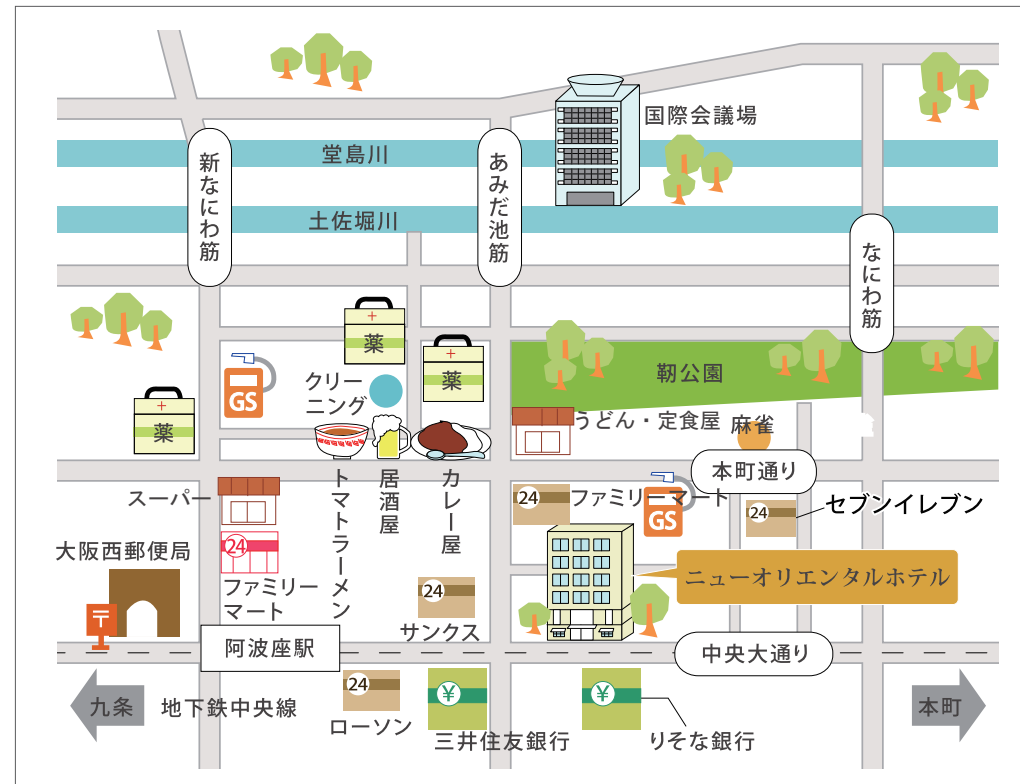 国際会議場
堂島川
土佐堀川
新なにわ筋
あみだ池筋
なにわ筋
薬
薬
薬
GS
クリー
ニング
靭公園
うどん・定食屋
麻雀
本町通り
スーパー
トマトラーメン
居酒屋
カレー屋
24
ファミリーマート
GS
24
セブンイレブン
24
ファミリー
マート
大阪西郵便局
〒
24
サンクス
ニューオリエンタルホテル
阿波座駅
中央大通り
九条
地下鉄中央線
24
ローソン
¥
三井住友銀行
¥
りそな銀行
本町